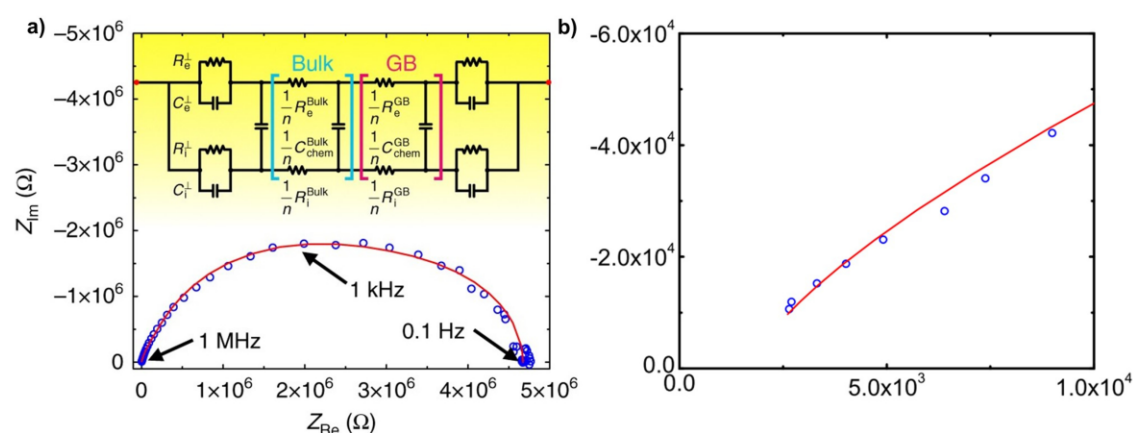 a)
−5×10⁶
−4×10⁶
−3×10⁶
−2×10⁶
−1×10⁶
0
Z_Im (Ω)
R_e^⊥
C_e^⊥
R_i^⊥
C_i^⊥
Bulk
GB
1/n R_e^Bulk
1/n R_e^GB
1/n C_chem^Bulk
1/n C_chem^GB
1/n R_i^Bulk
1/n R_i^GB
1 kHz
1 MHz
0.1 Hz
0 1×10⁶ 2×10⁶ 3×10⁶ 4×10⁶ 5×10⁶
Z_Re (Ω)
b)
-6.0x10⁴
-4.0x10⁴
-2.0x10⁴
0.0
0.0 5.0x10³ 1.0x10⁴